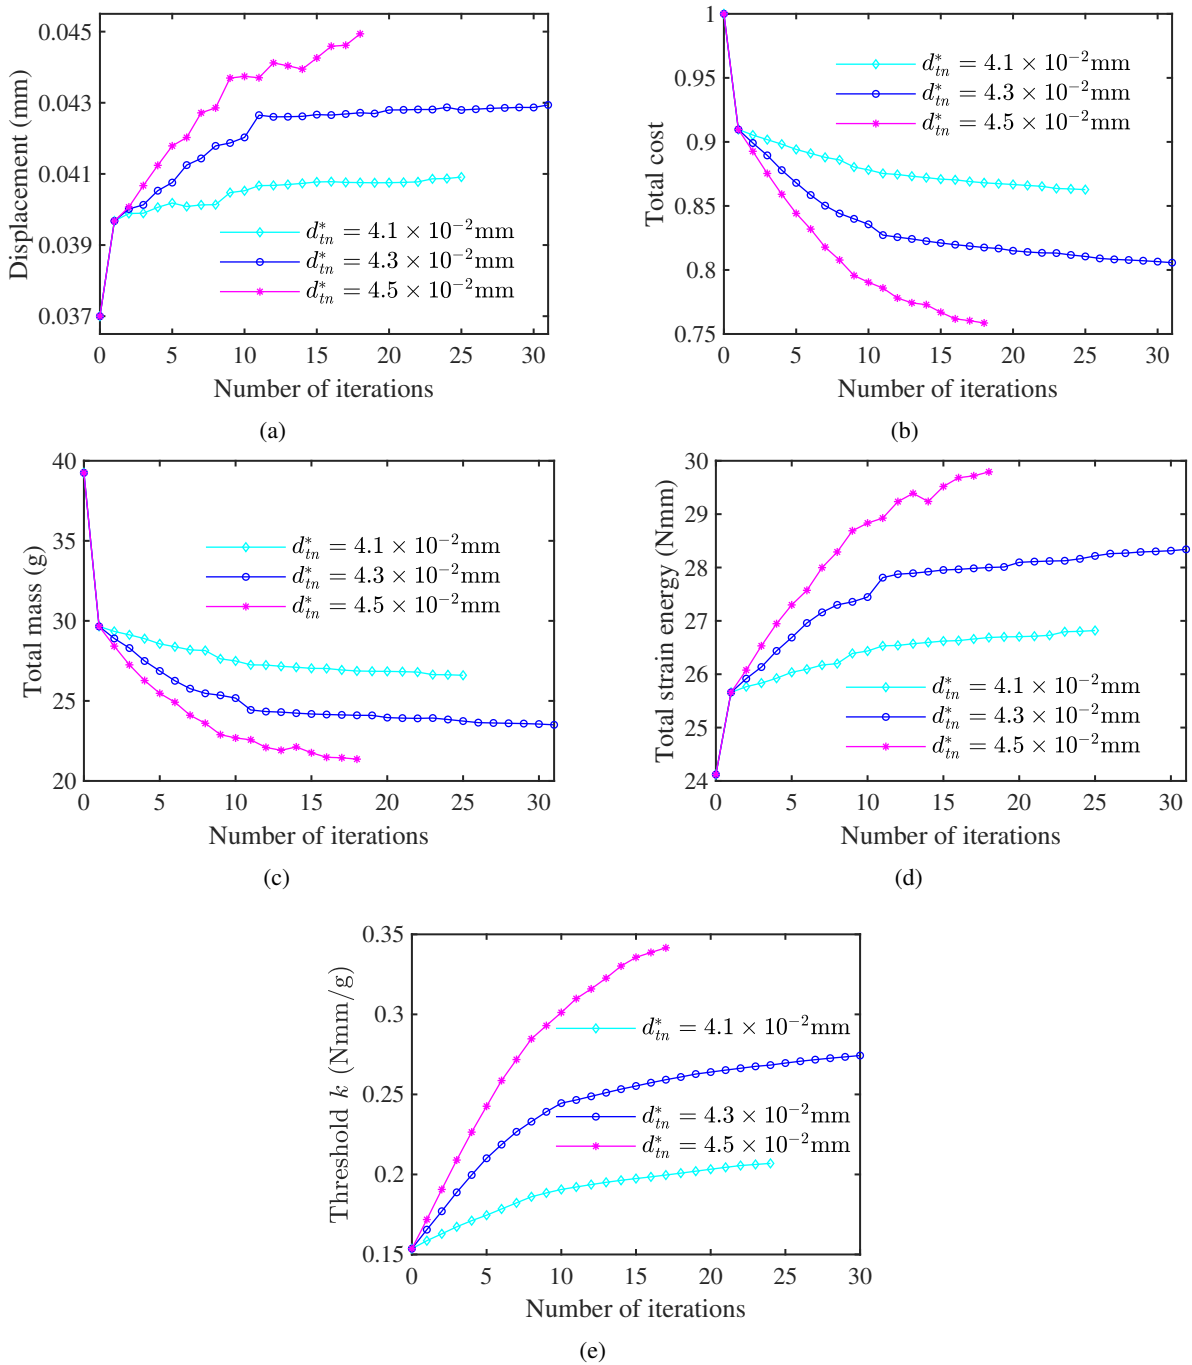 0.045
0.043
0.041
0.039
0.037
Displacement (mm)
d*tn = 4.1 × 10−2mm
d*tn = 4.3 × 10−2mm
d*tn = 4.5 × 10−2mm
0 5 10 15 20 25 30
Number of iterations
(a)
1
0.95
0.9
0.85
0.8
0.75
Total cost
d*tn = 4.1 × 10−2mm
d*tn = 4.3 × 10−2mm
d*tn = 4.5 × 10−2mm
0 5 10 15 20 25 30
Number of iterations
(b)
40
35
30
25
20
Total mass (g)
d*tn = 4.1 × 10−2mm
d*tn = 4.3 × 10−2mm
d*tn = 4.5 × 10−2mm
0 5 10 15 20 25 30
Number of iterations
(c)
30
29
28
27
26
25
24
Total strain energy (Nmm)
d*tn = 4.1 × 10−2mm
d*tn = 4.3 × 10−2mm
d*tn = 4.5 × 10−2mm
0 5 10 15 20 25 30
Number of iterations
(d)
0.35
0.3
0.25
0.2
0.15
Threshold k (Nmm/g)
d*tn = 4.1 × 10−2mm
d*tn = 4.3 × 10−2mm
d*tn = 4.5 × 10−2mm
0 5 10 15 20 25 30
Number of iterations
(e)